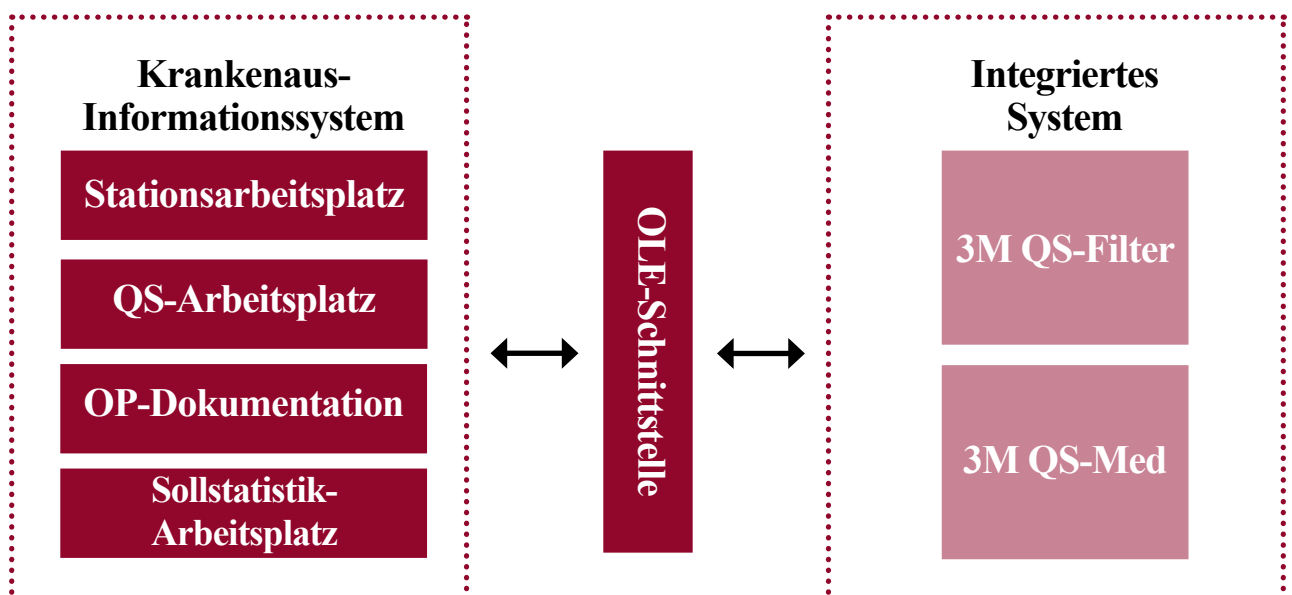 Krankenaus-
Informationssystem
Stationsarbeitsplatz
QS-Arbeitsplatz
OP-Dokumentation
Sollstatistik-
Arbeitsplatz
OLE-Schnittstelle
Integriertes
System
3M QS-Filter
3M QS-Med